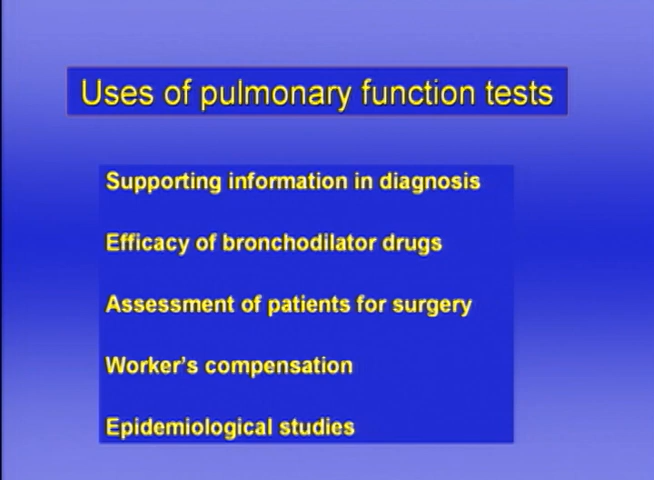 Uses of pulmonary function tests
Supporting information in diagnosis
Efficacy of bronchodilator drugs
Assessment of patients for surgery
Worker's compensation
Epidemiological studies